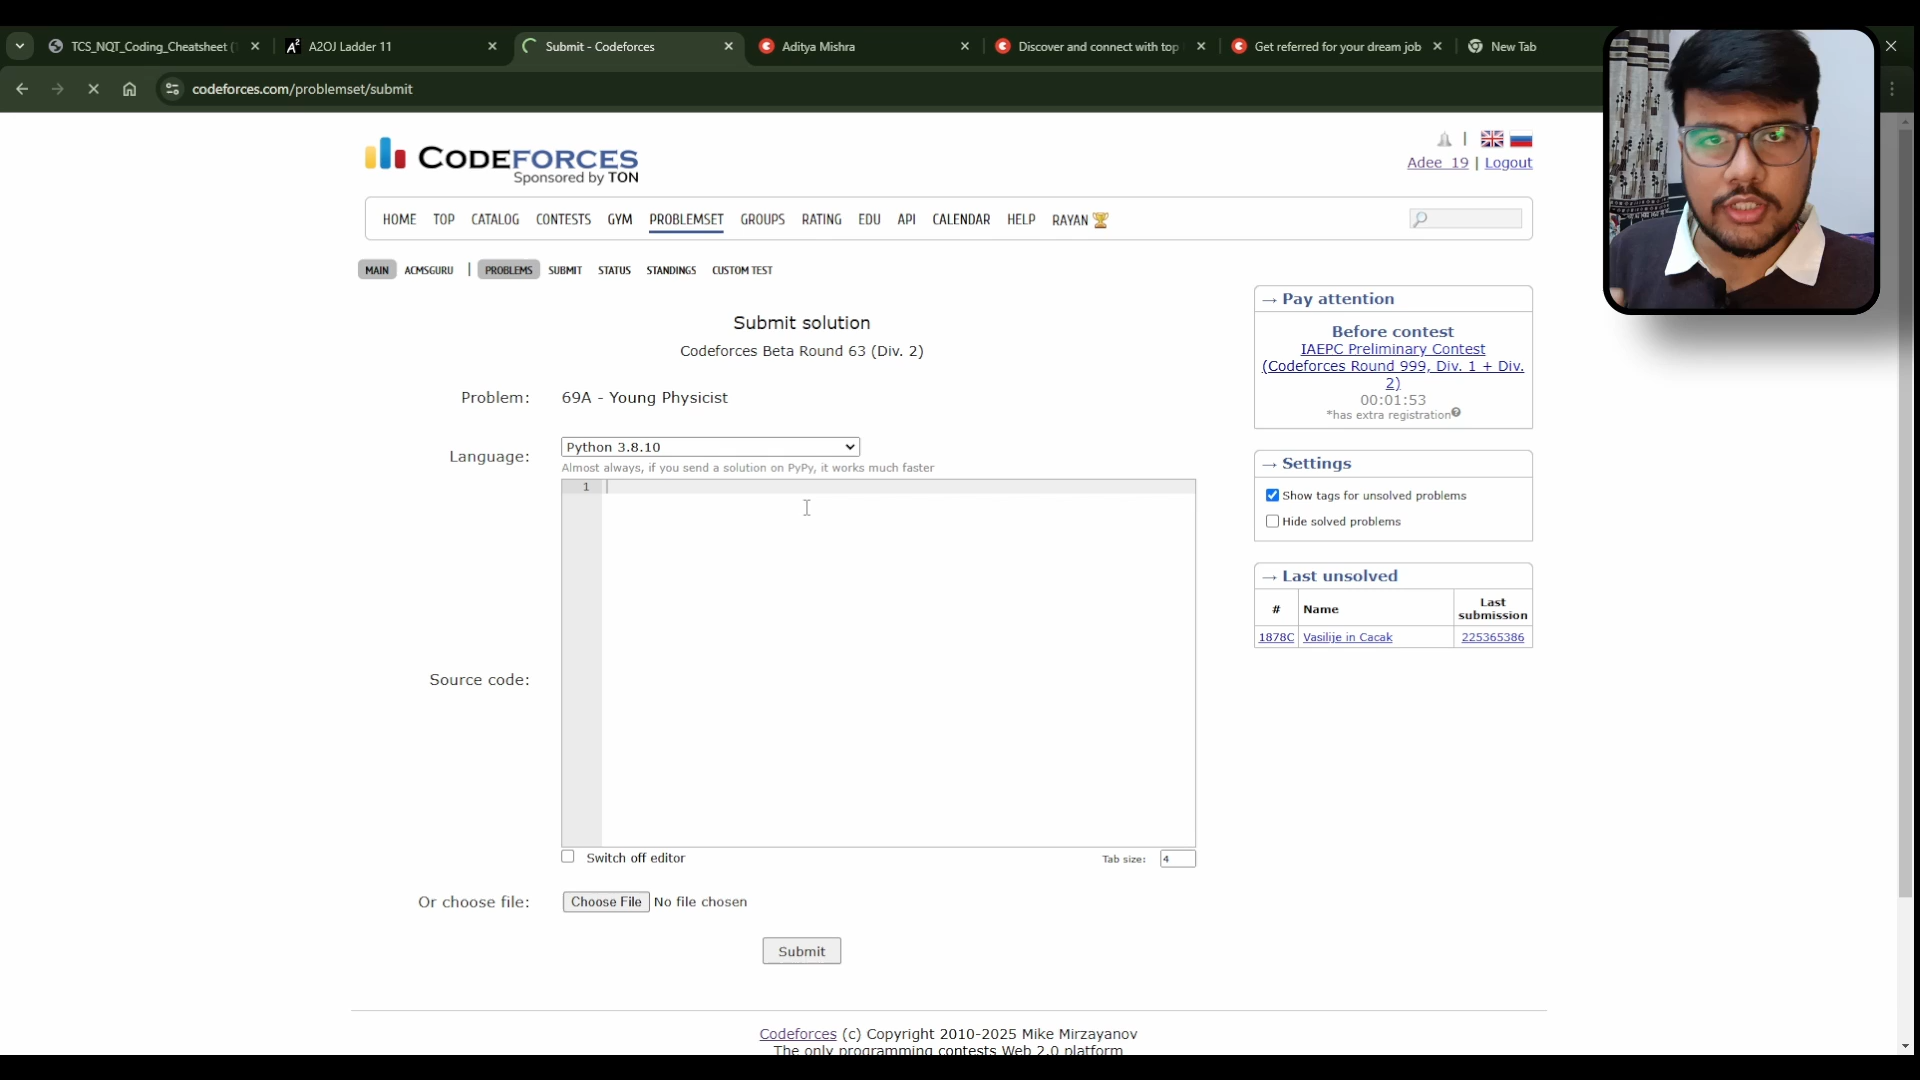 TCS_NQT_Coding_Cheatsheet (
A2OJ Ladder 11
Submit - Codeforces
Aditya Mishra
Discover and connect with top
Get referred for your dream job
New Tab
codeforces.com/problemset/submit
CODEFORCES
Sponsored by TON
Adee_19 | Logout
HOME TOP CATALOG CONTESTS GYM PROBLEMSET GROUPS RATING EDU API CALENDAR HELP RAYAN
MAIN ACMSGURU | PROBLEMS SUBMIT STATUS STANDINGS CUSTOM TEST
Submit solution
Codeforces Beta Round 63 (Div. 2)
Problem: 69A - Young Physicist
Language: Python 3.8.10
Almost always, if you send a solution on PyPy, it works much faster
1
Source code:
Switch off editor
Tab size: 4
Or choose file: Choose File No file chosen
Submit
→ Pay attention
Before contest
IAEPC Preliminary Contest
(Codeforces Round 999, Div. 1 + Div.
2)
00:01:53
*has extra registration?
→ Settings
Show tags for unsolved problems
Hide solved problems
→ Last unsolved
# Name Last
submission
1878C Vasilije in Cacak 225365386
Codeforces (c) Copyright 2010-2025 Mike Mirzayanov
The only programming contests Web 2.0 platform